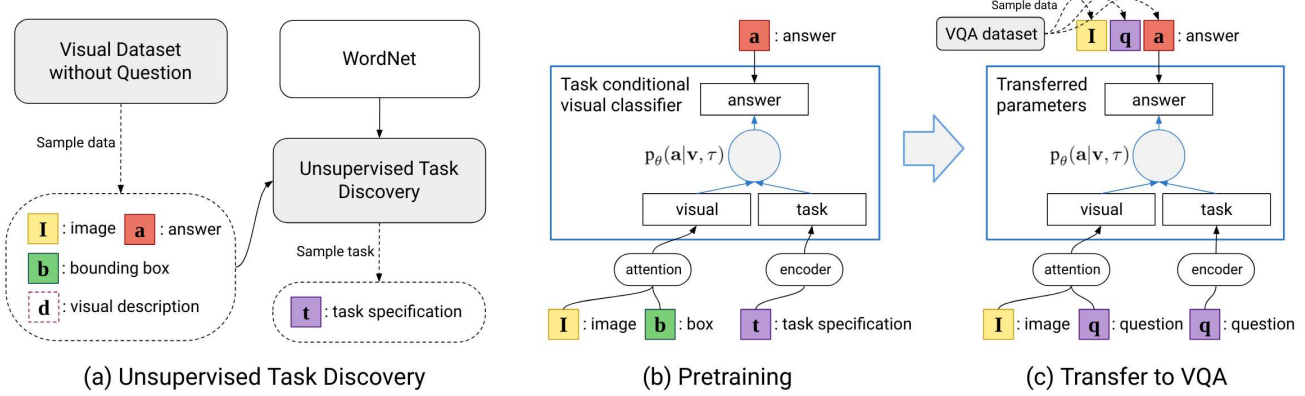 Visual Dataset
without Question
WordNet
Sample data
Unsupervised Task
Discovery
I : image a : answer
b : bounding box
d : visual description
Sample task
t : task specification
(a) Unsupervised Task Discovery
a : answer
Task conditional
visual classifier
answer
p_θ(a|v, τ)
visual
task
attention
encoder
I : image b : box t : task specification
(b) Pretraining
Sample data
VQA dataset
I q a : answer
Transferred
parameters
answer
p_θ(a|v, τ)
visual
task
attention
encoder
I : image q : question q : question
(c) Transfer to VQA